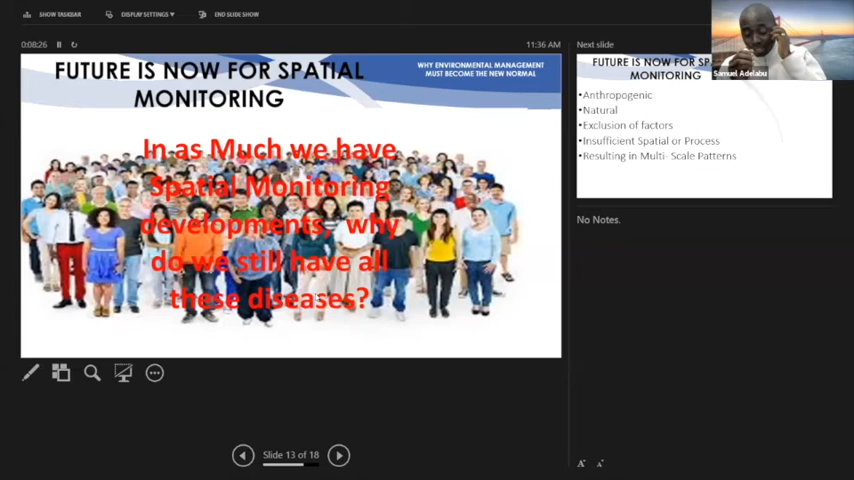 SHOW TASKBAR
DISPLAY SETTINGS
END SLIDE SHOW
0:08:26
11:36 AM
FUTURE IS NOW FOR SPATIAL
MONITORING
WHY ENVIRONMENTAL MANAGEMENT
MUST BECOME THE NEW NORMAL
In as Much we have
Spatial Monitoring
developments, why
do we still have all
these diseases?
Slide 13 of 18
Samuel Adelabu
Next slide
FUTURE IS NOW FOR
MONITORING
•Anthropogenic
•Natural
•Exclusion of factors
•Insufficient Spatial or Process
•Resulting in Multi- Scale Patterns
No Notes.
A A